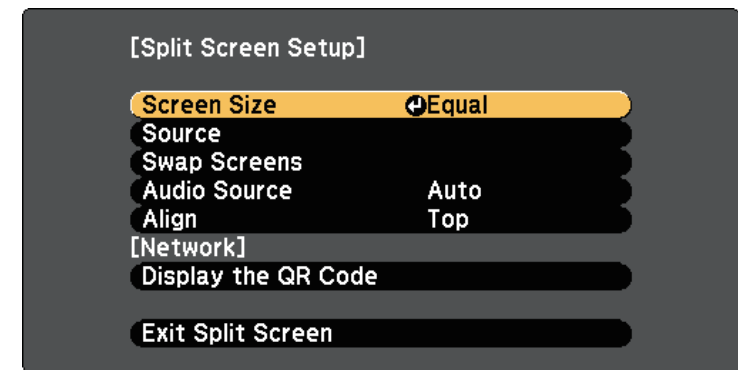 [Split Screen Setup]
Screen Size Equal
Source
Swap Screens
Audio Source Auto
Align Top
[Network]
Display the QR Code
Exit Split Screen